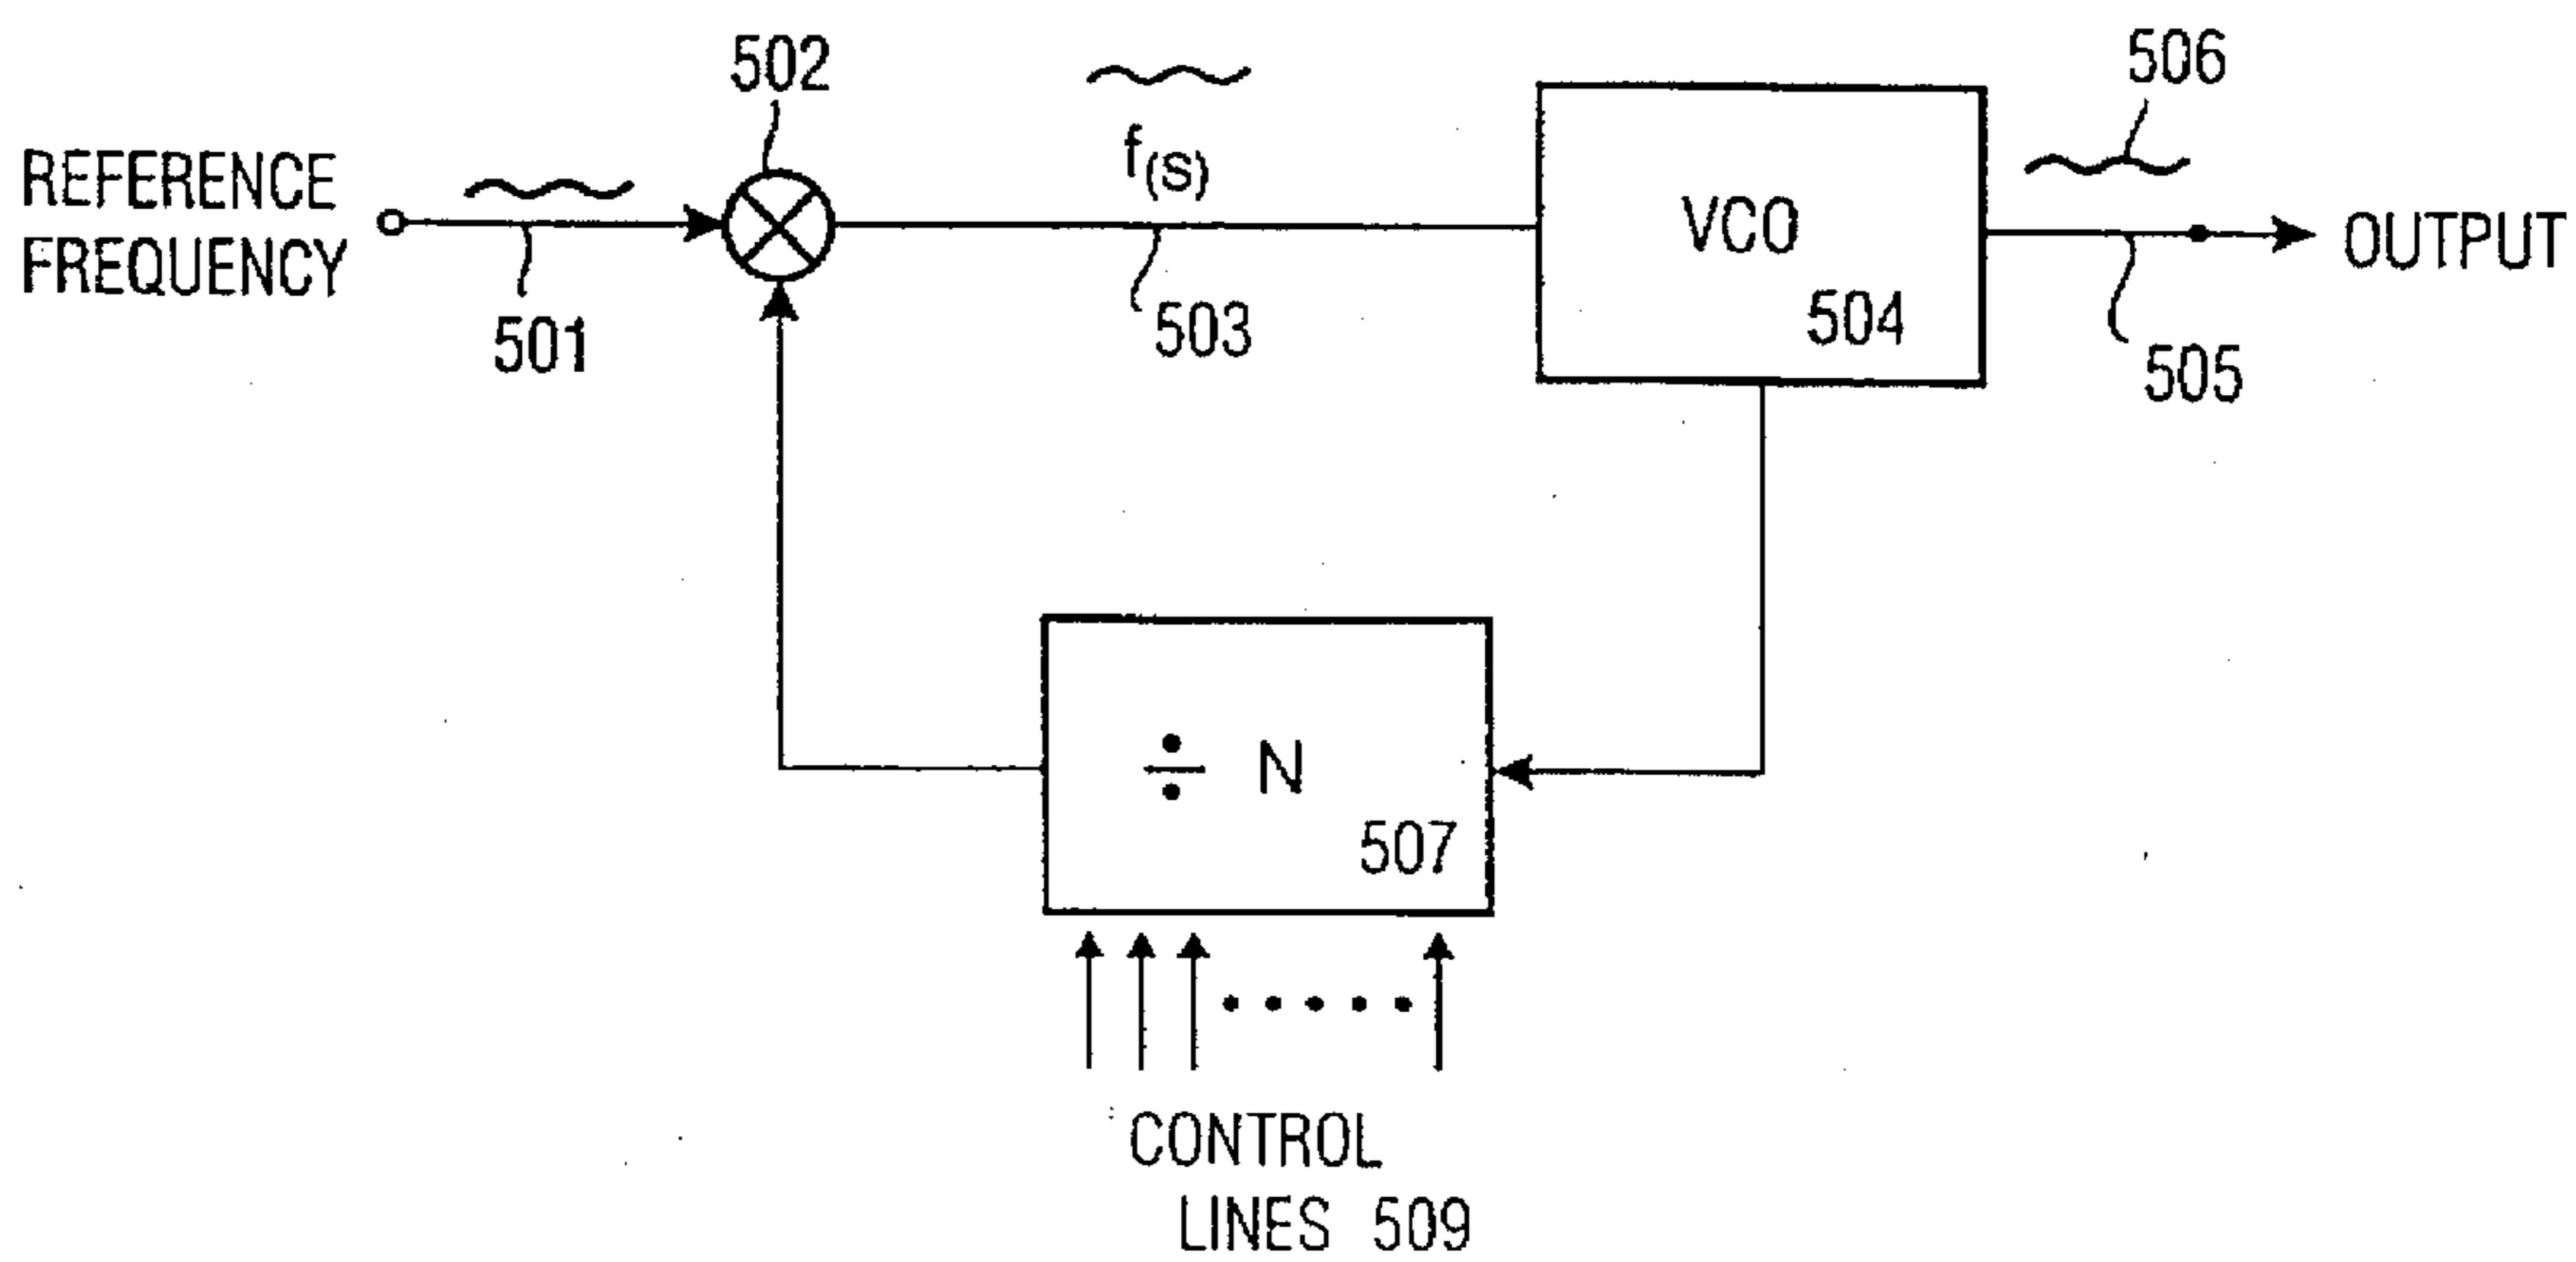 502
506
f(S)
REFERENCE
FREQUENCY
VCO
OUTPUT
501
503
504
505
÷ N
507
CONTROL
LINES 509